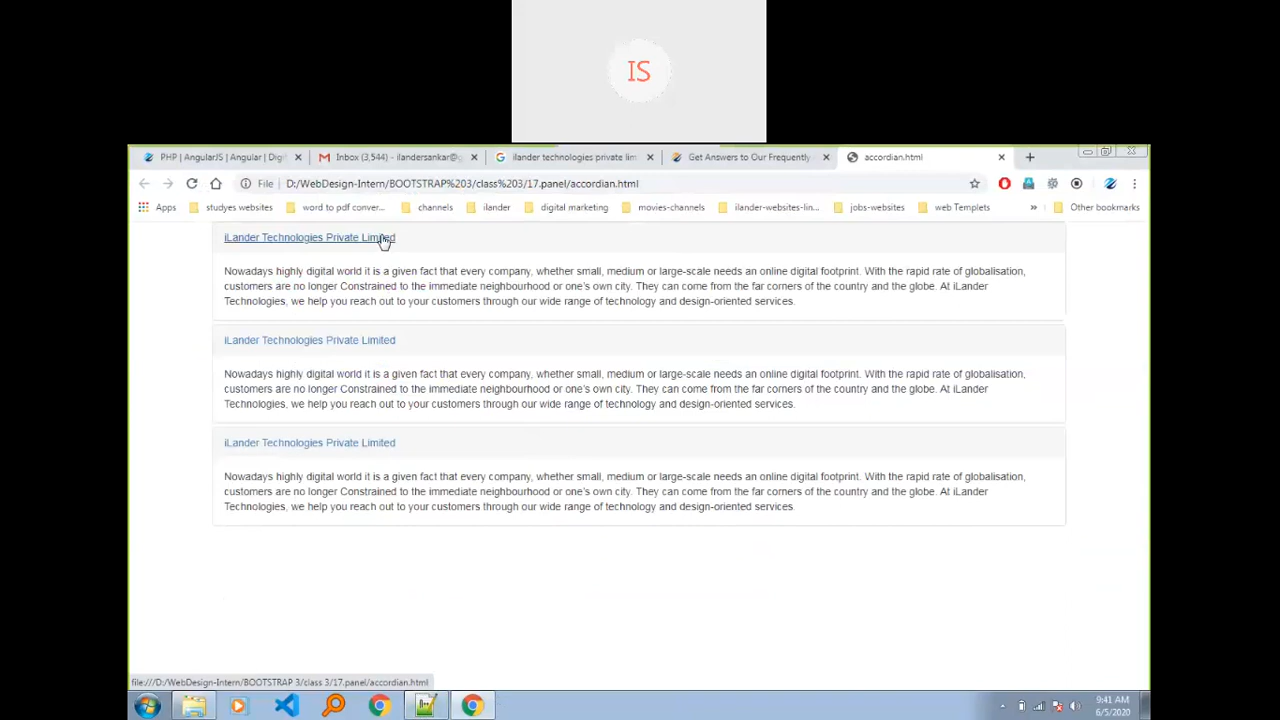 IS
PHP | AngularJS | Angular | Digi
Inbox (3,544) - ilandersankar@g
ilander technologies private lim
Get Answers to Our Frequently
accordian.html
File D:/WebDesign-Intern/BOOTSTRAP%203/class%203/17.panel/accordian.html
Apps studyes websites word to pdf conver... channels ilander digital marketing movies-channels ilander-websites-lin... jobs-websites web Templets » Other bookmarks
iLander Technologies Private Limited
Nowadays highly digital world it is a given fact that every company, whether small, medium or large-scale needs an online digital footprint. With the rapid rate of globalisation,
customers are no longer Constrained to the immediate neighbourhood or one's own city. They can come from the far corners of the country and the globe. At iLander
Technologies, we help you reach out to your customers through our wide range of technology and design-oriented services.
iLander Technologies Private Limited
Nowadays highly digital world it is a given fact that every company, whether small, medium or large-scale needs an online digital footprint. With the rapid rate of globalisation,
customers are no longer Constrained to the immediate neighbourhood or one's own city. They can come from the far corners of the country and the globe. At iLander
Technologies, we help you reach out to your customers through our wide range of technology and design-oriented services.
iLander Technologies Private Limited
Nowadays highly digital world it is a given fact that every company, whether small, medium or large-scale needs an online digital footprint. With the rapid rate of globalisation,
customers are no longer Constrained to the immediate neighbourhood or one's own city. They can come from the far corners of the country and the globe. At iLander
Technologies, we help you reach out to your customers through our wide range of technology and design-oriented services.
file:///D:/WebDesign-Intern/BOOTSTRAP 3/class 3/17.panel/accordian.html
9:41 AM
6/5/2020